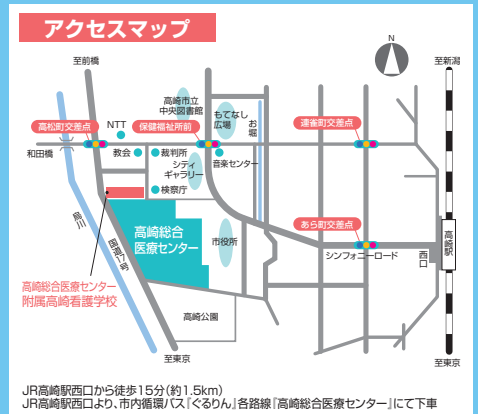 アクセスマップ
N
至前橋
至新潟
高崎市立
中央図書館
もてなし
広場
お堀
高松町交差点
NTT
保健福祉所前
連雀町交差点
和田橋
教会
裁判所
音楽センター
シティ
ギャラリー
検察庁
烏川
国道17号
高崎総合
医療センター
市役所
あら町交差点
シンフォニーロード
西口
高崎駅
高崎総合医療センター
附属高崎看護学校
高崎公園
至東京
至東京
JR高崎駅西口から徒歩15分(約1.5km)
JR高崎駅西口より、市内循環バス『ぐるりん』各路線『高崎総合医療センター』にて下車